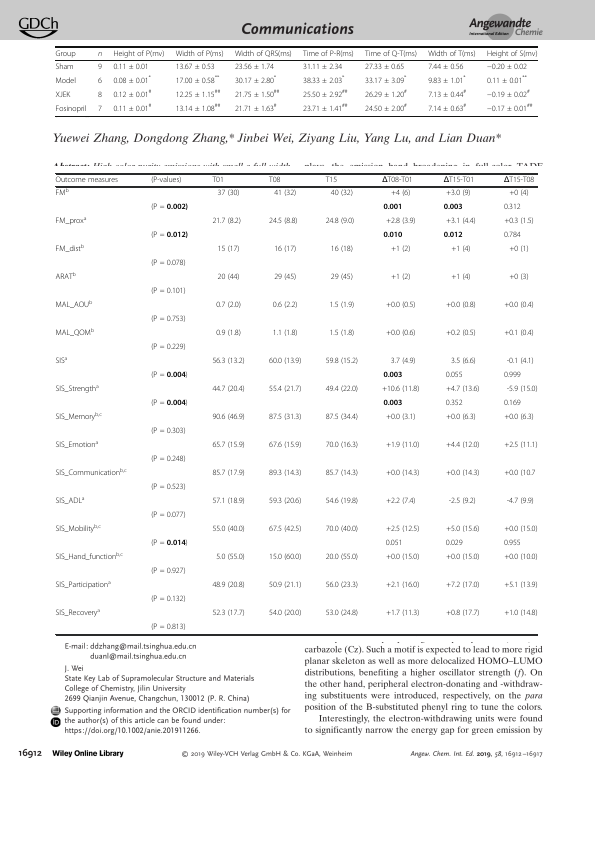 GDCh
Communications
Angewandte
International Edition Chemie
Group n Height of P(mv) Width of P(ms) Width of QRS(ms) Time of P-R(ms) Time of Q-T(ms) Width of T(ms) Height of S(mv)
Sham 9 0.11 ± 0.01 13.67 ± 0.53 23.56 ± 1.74 31.11 ± 2.34 27.33 ± 0.65 7.44 ± 0.56 −0.20 ± 0.02
Model 6 0.08 ± 0.01* 17.00 ± 0.58** 30.17 ± 2.80* 38.33 ± 2.03* 33.17 ± 3.09* 9.83 ± 1.01* 0.11 ± 0.01**
XJEK 8 0.12 ± 0.01# 12.25 ± 1.15## 21.75 ± 1.50## 25.50 ± 2.92## 26.29 ± 1.20# 7.13 ± 0.44# −0.19 ± 0.02#
Fosinopril 7 0.11 ± 0.01# 13.14 ± 1.08## 21.71 ± 1.63# 23.71 ± 1.41## 24.50 ± 2.00# 7.14 ± 0.63# −0.17 ± 0.01##
Yuewei Zhang, Dongdong Zhang,* Jinbei Wei, Ziyang Liu, Yang Lu, and Lian Duan*
Outcome measures (P-values) T01 T08 T15 ΔT08-T01 ΔT15-T01 ΔT15-T08
FMᵇ 37 (30) 41 (32) 40 (32) +4 (6) +3.0 (9) +0 (4)
(P = 0.002) 0.001 0.003 0.312
FM_proxᵃ 21.7 (8.2) 24.5 (8.8) 24.8 (9.0) +2.8 (3.9) +3.1 (4.4) +0.3 (1.5)
(P = 0.012) 0.010 0.012 0.784
FM_distᵇ 15 (17) 16 (17) 16 (18) +1 (2) +1 (4) +0 (1)
(P = 0.078)
ARATᵇ 20 (44) 29 (45) 29 (45) +1 (2) +1 (4) +0 (3)
(P = 0.101)
MAL_AOUᵇ 0.7 (2.0) 0.6 (2.2) 1.5 (1.9) +0.0 (0.5) +0.0 (0.8) +0.0 (0.4)
(P = 0.753)
MAL_QOMᵇ 0.9 (1.8) 1.1 (1.8) 1.5 (1.8) +0.0 (0.6) +0.2 (0.5) +0.1 (0.4)
(P = 0.229)
SISᵃ 56.3 (13.2) 60.0 (13.9) 59.8 (15.2) 3.7 (4.9) 3.5 (6.6) -0.1 (4.1)
(P = 0.004) 0.003 0.055 0.999
SIS_Strengthᵃ 44.7 (20.4) 55.4 (21.7) 49.4 (22.0) +10.6 (11.8) +4.7 (13.6) -5.9 (15.0)
(P = 0.004) 0.003 0.352 0.169
SIS_Memoryᵇ,ᶜ 90.6 (46.9) 87.5 (31.3) 87.5 (34.4) +0.0 (3.1) +0.0 (6.3) +0.0 (6.3)
(P = 0.303)
SIS_Emotionᵃ 65.7 (15.9) 67.6 (15.9) 70.0 (16.3) +1.9 (11.0) +4.4 (12.0) +2.5 (11.1)
(P = 0.248)
SIS_Communicationᵇ,ᶜ 85.7 (17.9) 89.3 (14.3) 85.7 (14.3) +0.0 (14.3) +0.0 (14.3) +0.0 (10.7
(P = 0.523)
SIS_ADLᵃ 57.1 (18.9) 59.3 (20.6) 54.6 (19.8) +2.2 (7.4) -2.5 (9.2) -4.7 (9.9)
(P = 0.077)
SIS_Mobilityᵇ,ᶜ 55.0 (40.0) 67.5 (42.5) 70.0 (40.0) +2.5 (12.5) +5.0 (15.6) +0.0 (15.0)
(P = 0.014) 0.051 0.029 0.955
SIS_Hand_functionᵇ,ᶜ 5.0 (55.0) 15.0 (60.0) 20.0 (55.0) +0.0 (15.0) +0.0 (15.0) +0.0 (10.0)
(P = 0.927)
SIS_Participationᵃ 48.9 (20.8) 50.9 (21.1) 56.0 (23.3) +2.1 (16.0) +7.2 (17.0) +5.1 (13.9)
(P = 0.132)
SIS_Recoveryᵃ 52.3 (17.7) 54.0 (20.0) 53.0 (24.8) +1.7 (11.3) +0.8 (17.7) +1.0 (14.8)
(P = 0.813)
E-mail: ddzhang@mail.tsinghua.edu.cn
duanl@mail.tsinghua.edu.cn
J. Wei
State Key Lab of Supramolecular Structure and Materials
College of Chemistry, Jilin University
2699 Qianjin Avenue, Changchun, 130012 (P. R. China)
Supporting information and the ORCID identification number(s) for
iD the author(s) of this article can be found under:
https://doi.org/10.1002/anie.201911266.
carbazole (Cz). Such a motif is expected to lead to more rigid
planar skeleton as well as more delocalized HOMO–LUMO
distributions, benefiting a higher oscillator strength (f). On
the other hand, peripheral electron-donating and -withdraw-
ing substituents were introduced, respectively, on the para
position of the B-substituted phenyl ring to tune the colors.
Interestingly, the electron-withdrawing units were found
to significantly narrow the energy gap for green emission by
16912 Wiley Online Library © 2019 Wiley-VCH Verlag GmbH & Co. KGaA, Weinheim Angew. Chem. Int. Ed. 2019, 58, 16912–16917